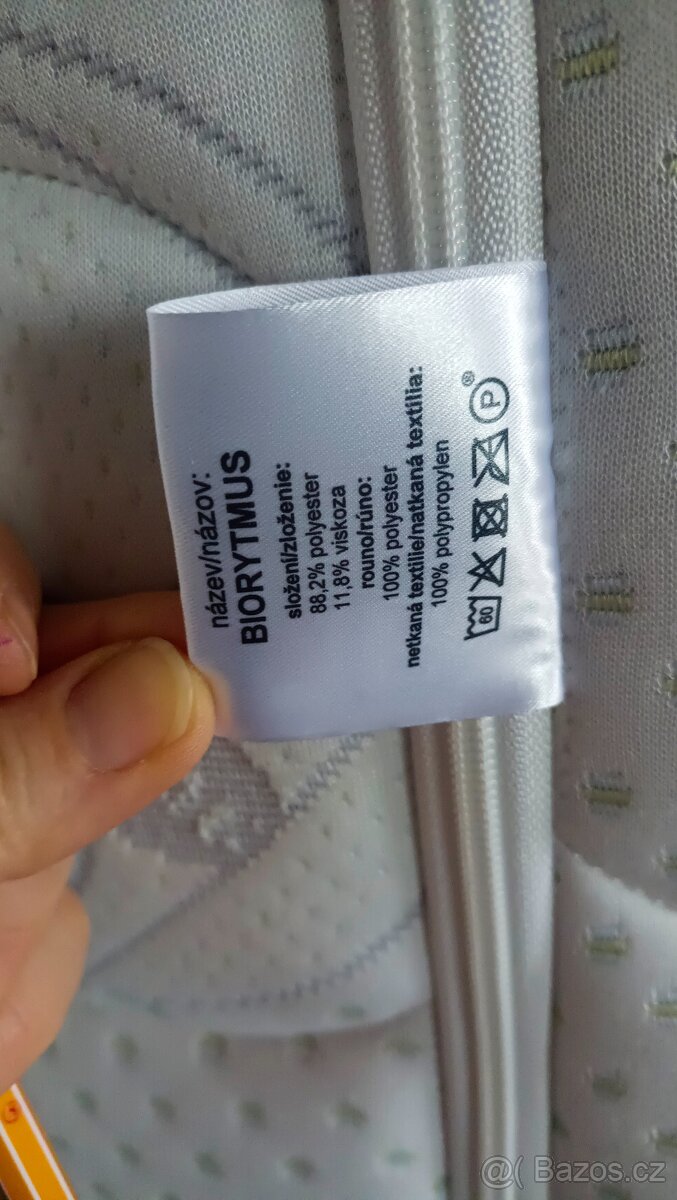 název/názov:
BIORYTMUS
složení/zloženie:
88,2% polyester
11,8% viskoza
rouno/rúno:
100% polyester
netkaná textilie/natkaná textília:
100% polypropylen
60 P ®
@( Bazos.cz